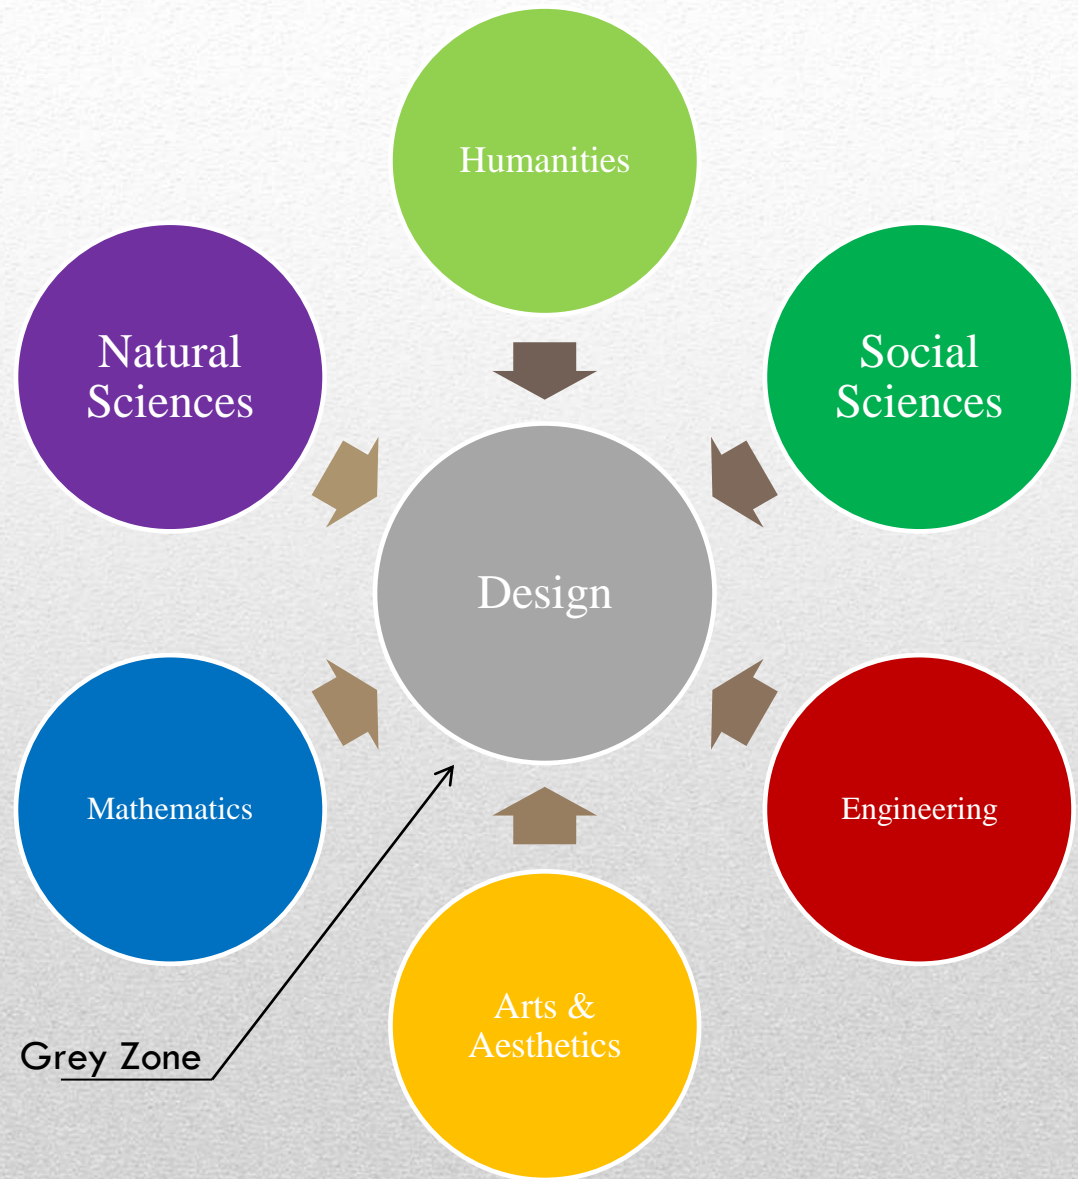 Humanities
Natural
Sciences
Social
Sciences
Design
Mathematics
Engineering
Arts &
Aesthetics
Grey Zone